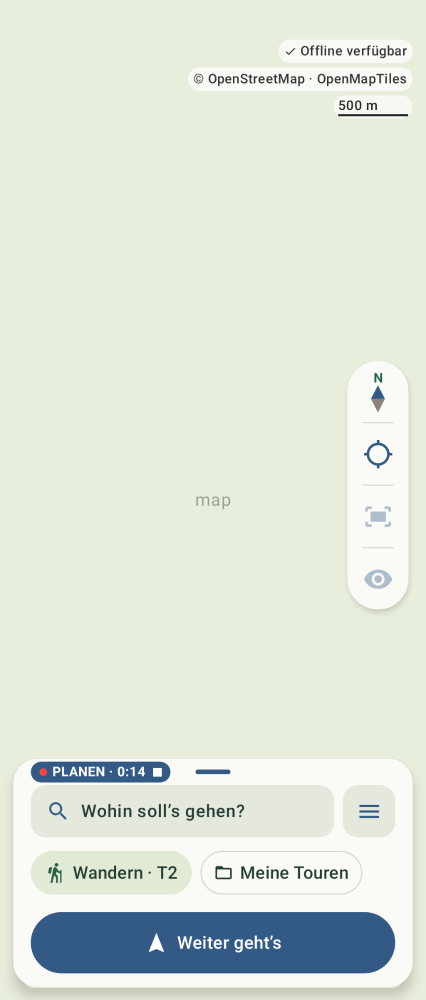 Offline verfügbar
© OpenStreetMap · OpenMapTiles
500 m
N
map
PLANEN · 0:14
Wohin soll’s gehen?
Wandern · T2
Meine Touren
Weiter geht’s